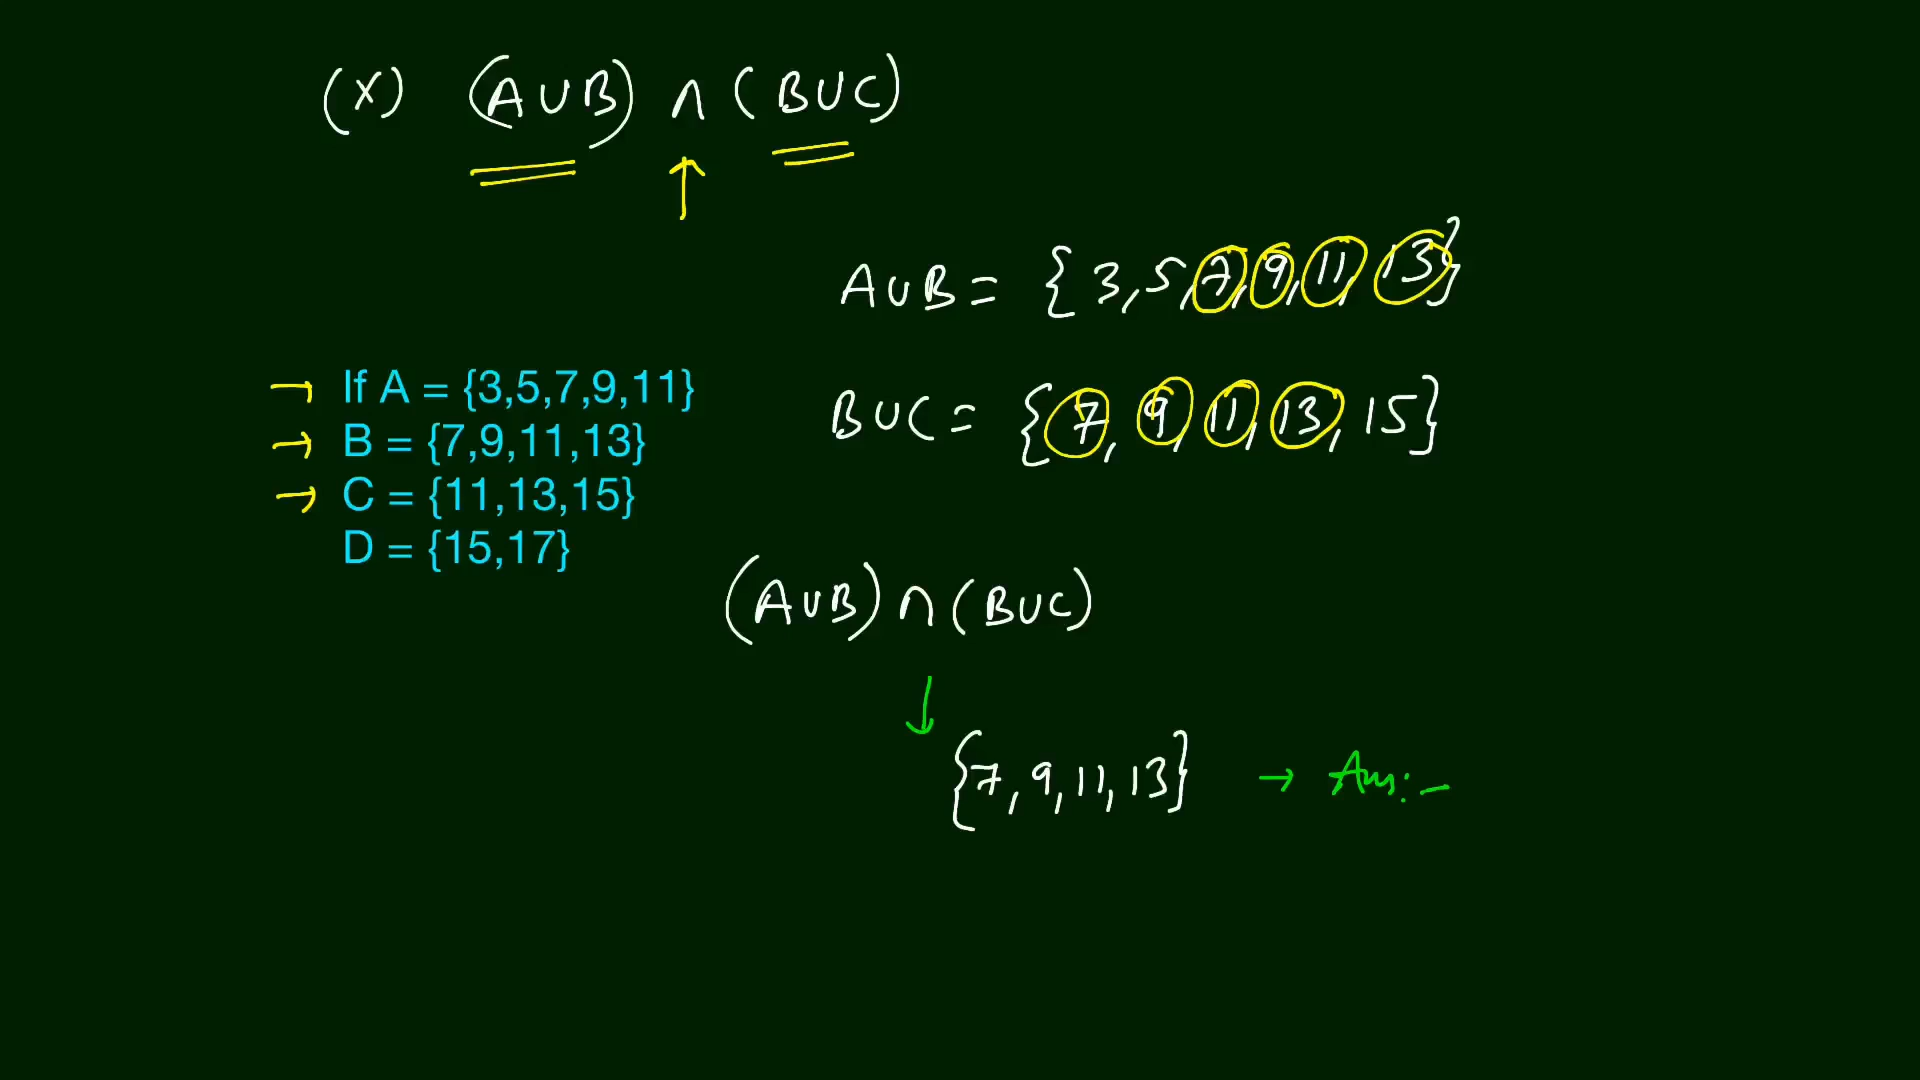 (x) (A∪B) ∩ (B∪C)
A∪B = {3,5,7,9,11,13}
If A = {3,5,7,9,11}
B = {7,9,11,13}
C = {11,13,15}
D = {15,17}
B∪C = {7, 9, 11, 13, 15}
(A∪B) ∩ (B∪C)
↓
{7, 9, 11, 13} → Ans:-